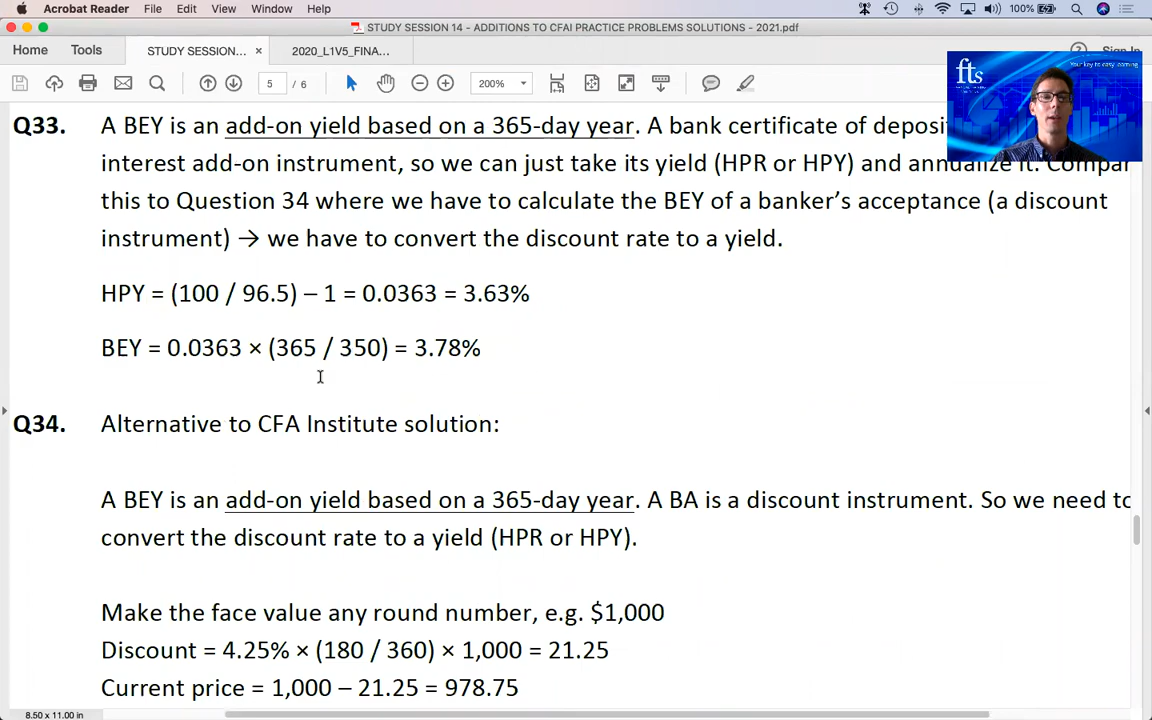 Acrobat Reader File Edit View Window Help 100%
STUDY SESSION 14 - ADDITIONS TO CFAI PRACTICE PROBLEMS SOLUTIONS - 2021.pdf
Home Tools STUDY SESSION... × 2020_L1V5_FINA... Sign In
5 / 6 200%
fts Your key to easy learning
Q33. A BEY is an add-on yield based on a 365-day year. A bank certificate of deposi
interest add-on instrument, so we can just take its yield (HPR or HPY) and annualize it. Compar
this to Question 34 where we have to calculate the BEY of a banker's acceptance (a discount
instrument) → we have to convert the discount rate to a yield.
HPY = (100 / 96.5) – 1 = 0.0363 = 3.63%
BEY = 0.0363 × (365 / 350) = 3.78%
Q34. Alternative to CFA Institute solution:
A BEY is an add-on yield based on a 365-day year. A BA is a discount instrument. So we need to
convert the discount rate to a yield (HPR or HPY).
Make the face value any round number, e.g. $1,000
Discount = 4.25% × (180 / 360) × 1,000 = 21.25
Current price = 1,000 – 21.25 = 978.75
8.50 x 11.00 in